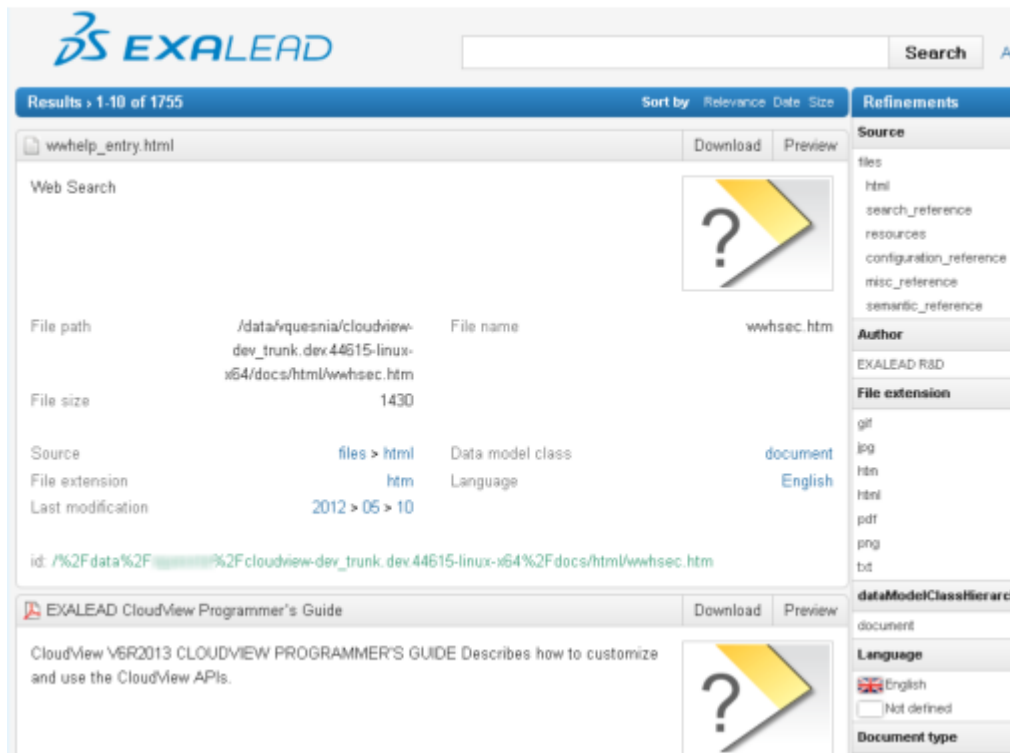 EXALEAD
Search
A
Results > 1-10 of 1755
Sort by Relevance Date Size
wwhelp_entry.html
Download Preview
Web Search
?
File path
/data/vquesnia/cloudview-
dev_trunk.dev.44615-linux-
x64/docs/html/wwhsec.htm
File name
wwhsec.htm
File size
1430
Source
files > html
Data model class
document
File extension
htm
Language
English
Last modification
2012 > 05 > 10
id: /%2Fdata%2F %2Fcloudview-dev_trunk.dev.44615-linux-x64%2Fdocs/html/wwhsec.htm
EXALEAD CloudView Programmer's Guide
Download Preview
CloudView V6R2013 CLOUDVIEW PROGRAMMER'S GUIDE Describes how to customize
and use the CloudView APIs.
?
Refinements
Source
files
html
search_reference
resources
configuration_reference
misc_reference
semantic_reference
Author
EXALEAD R&D
File extension
gif
jpg
htm
html
pdf
png
txt
dataModelClassHierarc
document
Language
English
Not defined
Document type